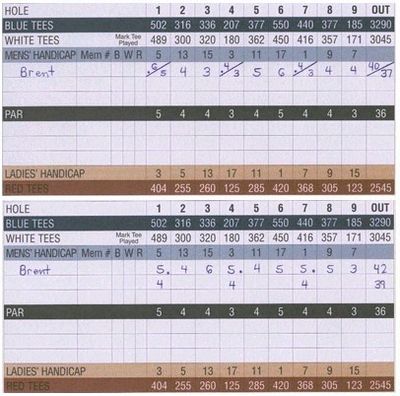 HOLE 1 2 3 4 5 6 7 8 9 OUT
BLUE TEES 502 316 336 207 377 550 440 377 185 3290
WHITE TEES Mark Tee Played 489 300 320 180 362 450 416 357 171 3045
MENS' HANDICAP Mem # B W R 5 13 15 3 11 17 1 9 7
Brent .6/5 4 3 .4/3 5 6 .4/3 4 4 40/37
PAR 5 4 4 3 4 5 4 4 3 36
LADIES' HANDICAP 3 5 13 17 11 1 7 9 15
RED TEES 404 255 260 125 285 420 368 305 123 2545
HOLE 1 2 3 4 5 6 7 8 9 OUT
BLUE TEES 502 316 336 207 377 550 440 377 185 3290
WHITE TEES Mark Tee Played 489 300 320 180 362 450 416 357 171 3045
MENS' HANDICAP Mem # B W R 5 13 15 3 11 17 1 9 7
Brent 5. 4 6 5. 4 5 5. 5 3 42
4 4 4 39
PAR 5 4 4 3 4 5 4 4 3 36
LADIES' HANDICAP 3 5 13 17 11 1 7 9 15
RED TEES 404 255 260 125 285 420 368 305 123 2545